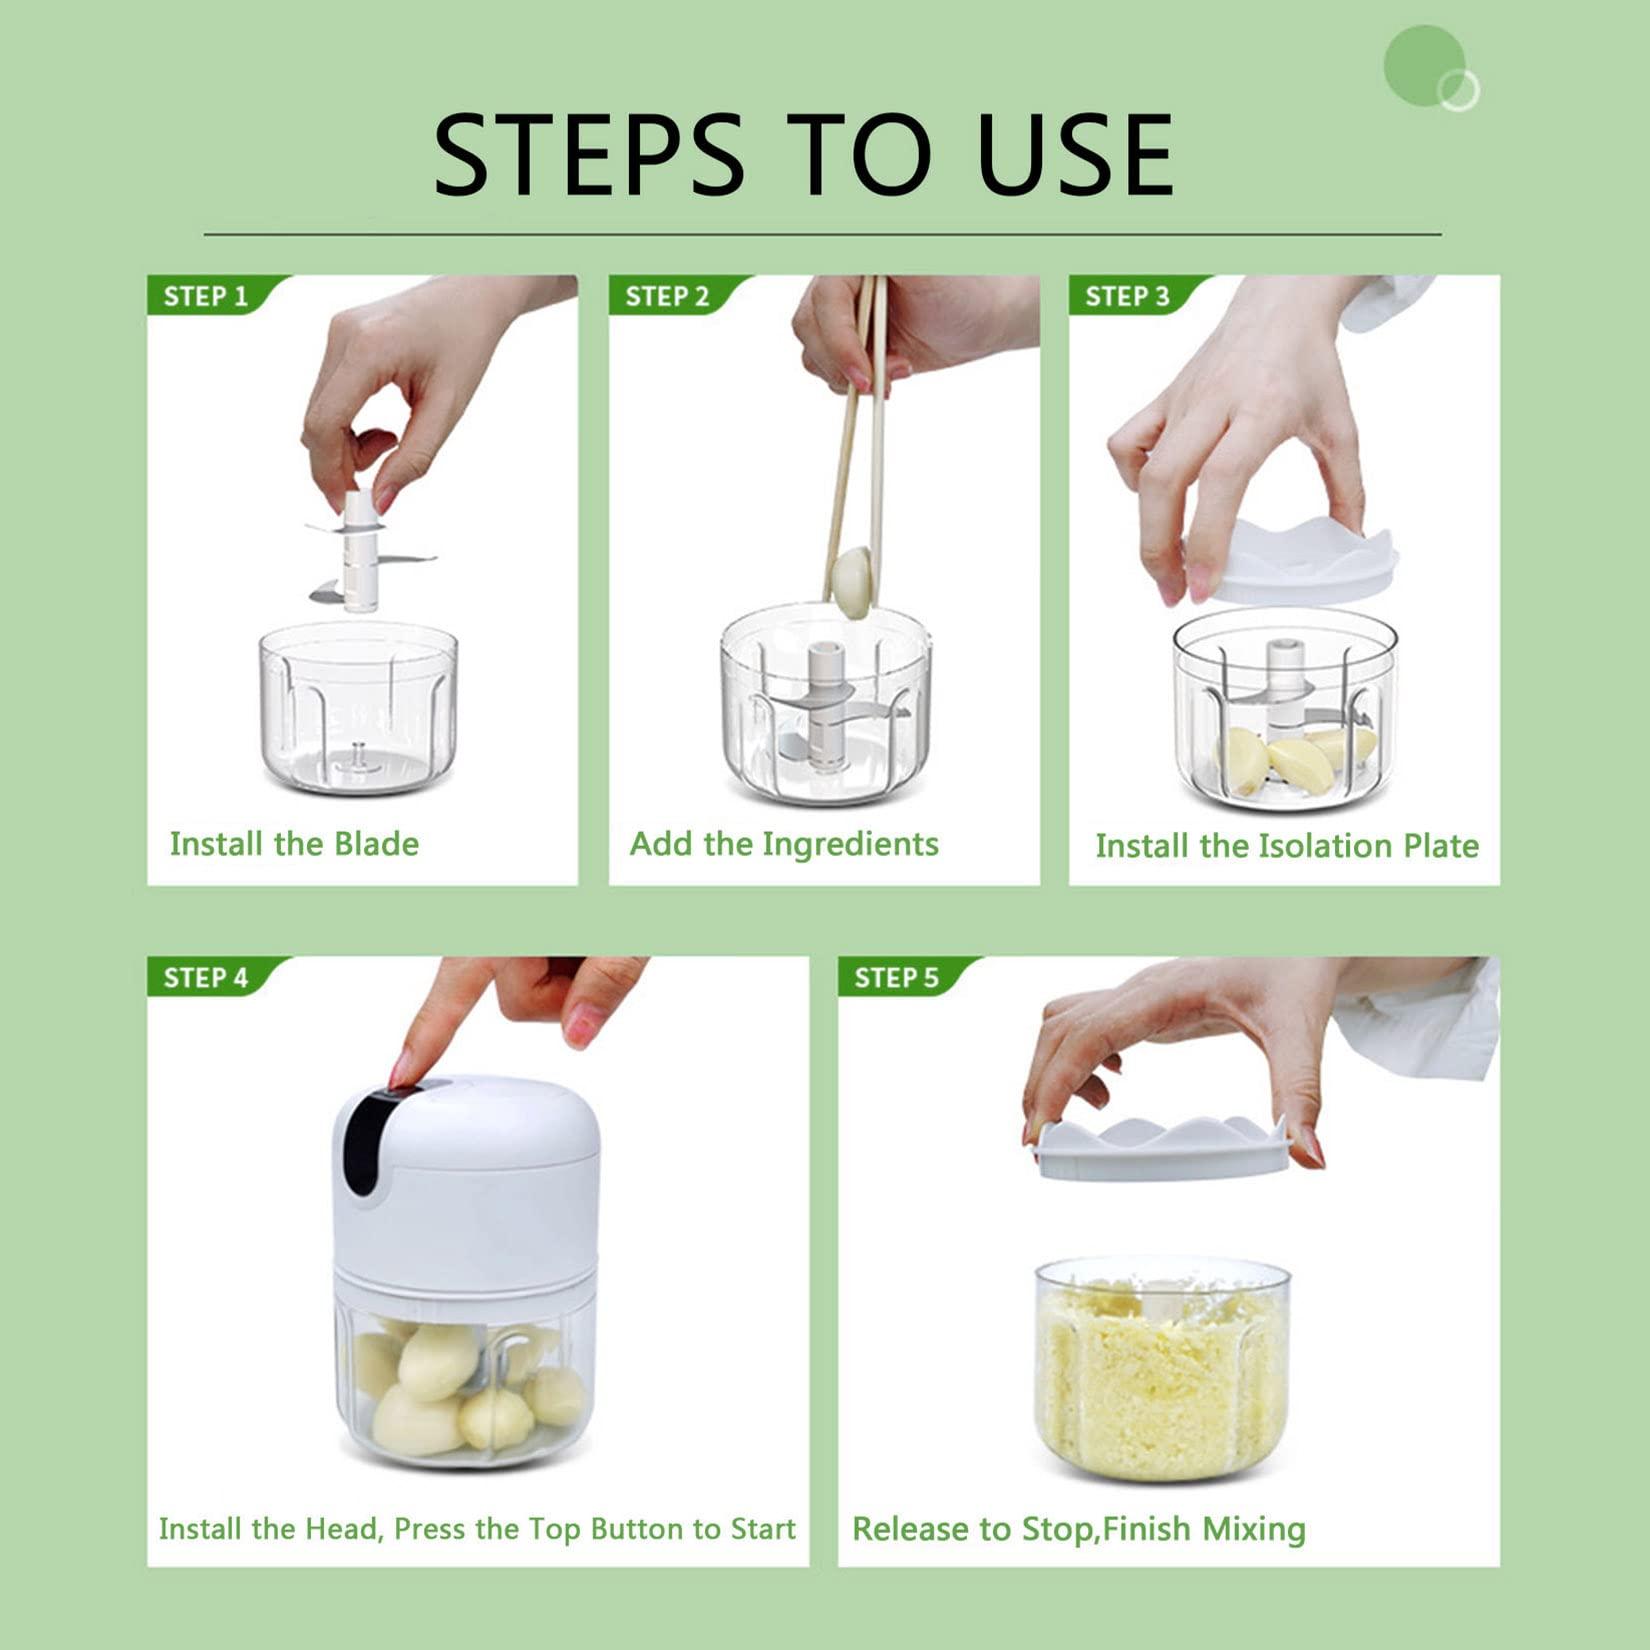 STEPS TO USE
STEP 1
STEP 2
STEP 3
Install the Blade
Add the Ingredients
Install the Isolation Plate
STEP 4
STEP 5
Install the Head, Press the Top Button to Start
Release to Stop,Finish Mixing